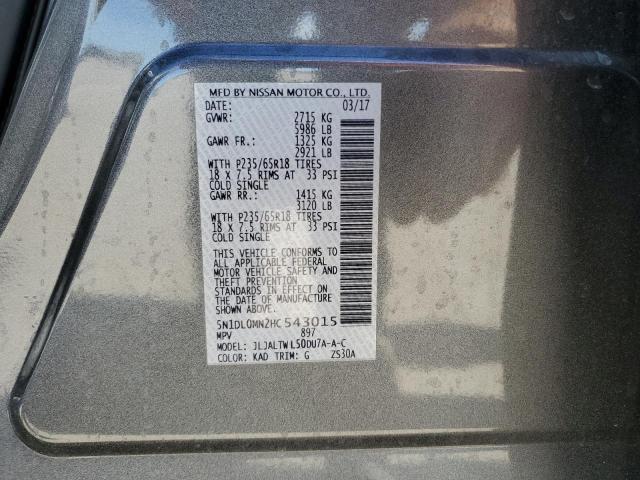 MFD BY NISSAN MOTOR CO., LTD.
DATE: 03/17
GVWR: 2715 KG
5986 LB
GAWR FR.: 1325 KG
2921 LB
WITH P235/65R18 TIRES
18 X 7.5 RIMS AT 33 PSI
COLD SINGLE
GAWR RR.: 1415 KG
3120 LB
WITH P235/65R18 TIRES
18 X 7.5 RIMS AT 33 PSI
COLD SINGLE
THIS VEHICLE CONFORMS TO
ALL APPLICABLE FEDERAL
MOTOR VEHICLE SAFETY AND
THEFT PREVENTION
STANDARDS IN EFFECT ON
THE DATE OF MANUFACTURE
SHOWN ABOVE.
5N1DL0MN2HC543015
MPV 897
MODEL: JLJALTWL50DU7A-A-C
COLOR: KAD TRIM: G ZS30A